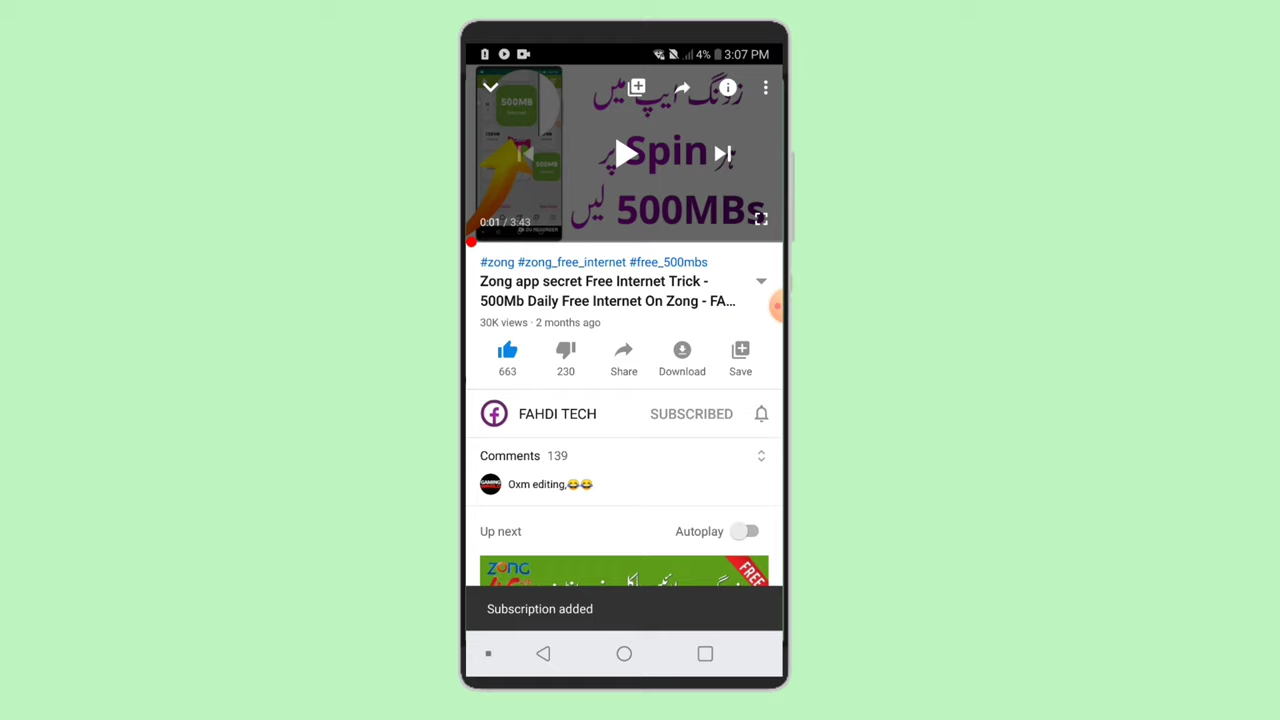 4% 3:07 PM
500MB
زونگ ایپ میں
ہر Spin پر
500MBs لیں
0:01 / 3:43
#zong #zong_free_internet #free_500mbs
Zong app secret Free Internet Trick -
500Mb Daily Free Internet On Zong - FA...
30K views · 2 months ago
663 230 Share Download Save
FAHDI TECH SUBSCRIBED
Comments 139
Oxm editing,😂😂
Up next Autoplay
ZONG FREE
Subscription added